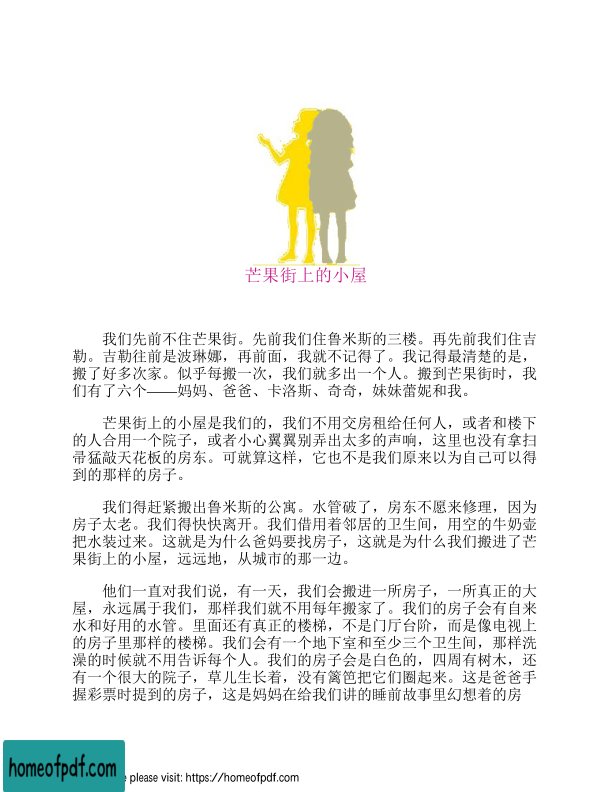 芒果街上的小屋
我们先前不住芒果街。先前我们住鲁米斯的三楼。再先前我们住吉
勒。吉勒往前是波琳娜，再前面，我就不记得了。我记得最清楚的是，
搬了好多次家。似乎每搬一次，我们就多出一个人。搬到芒果街时，我
们有了六个——妈妈、爸爸、卡洛斯、奇奇，妹妹蕾妮和我。
芒果街上的小屋是我们的，我们不用交房租给任何人，或者和楼下
的人合用一个院子，或者小心翼翼别弄出太多的声响，这里也没有拿扫
帚猛敲天花板的房东。可就算这样，它也不是我们原来以为自己可以得
到的那样的房子。
我们得赶紧搬出鲁米斯的公寓。水管破了，房东不愿来修理，因为
房子太老。我们得快快离开。我们借用着邻居的卫生间，用空的牛奶壶
把水装过来。这就是为什么爸妈要找房子，这就是为什么我们搬进了芒
果街上的小屋，远远地，从城市的那一边。
他们一直对我们说，有一天，我们会搬进一所房子，一所真正的大
屋，永远属于我们，那样我们就不用每年搬家了。我们的房子会有自来
水和好用的水管。里面还有真正的楼梯，不是门厅台阶，而是像电视上
的房子里那样的楼梯。我们会有一个地下室和至少三个卫生间，那样洗
澡的时候就不用告诉每个人。我们的房子会是白色的，四周有树木，还
有一个很大的院子，草儿生长着，没有篱笆把它们圈起来。这是爸爸手
握彩票时提到的房子，这是妈妈在给我们讲的睡前故事里幻想着的房
homeofpdf.com
e please visit: https://homeofpdf.com